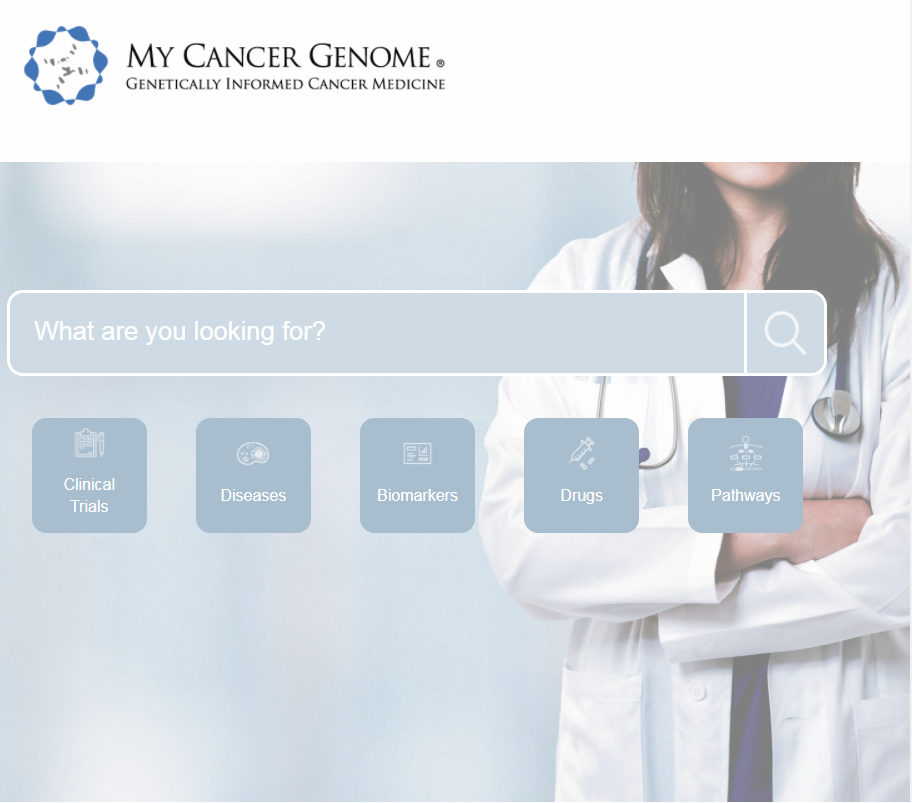 My Cancer Genome ®
Genetically Informed Cancer Medicine
What are you looking for?
Clinical
Trials
Diseases
Biomarkers
Drugs
Pathways